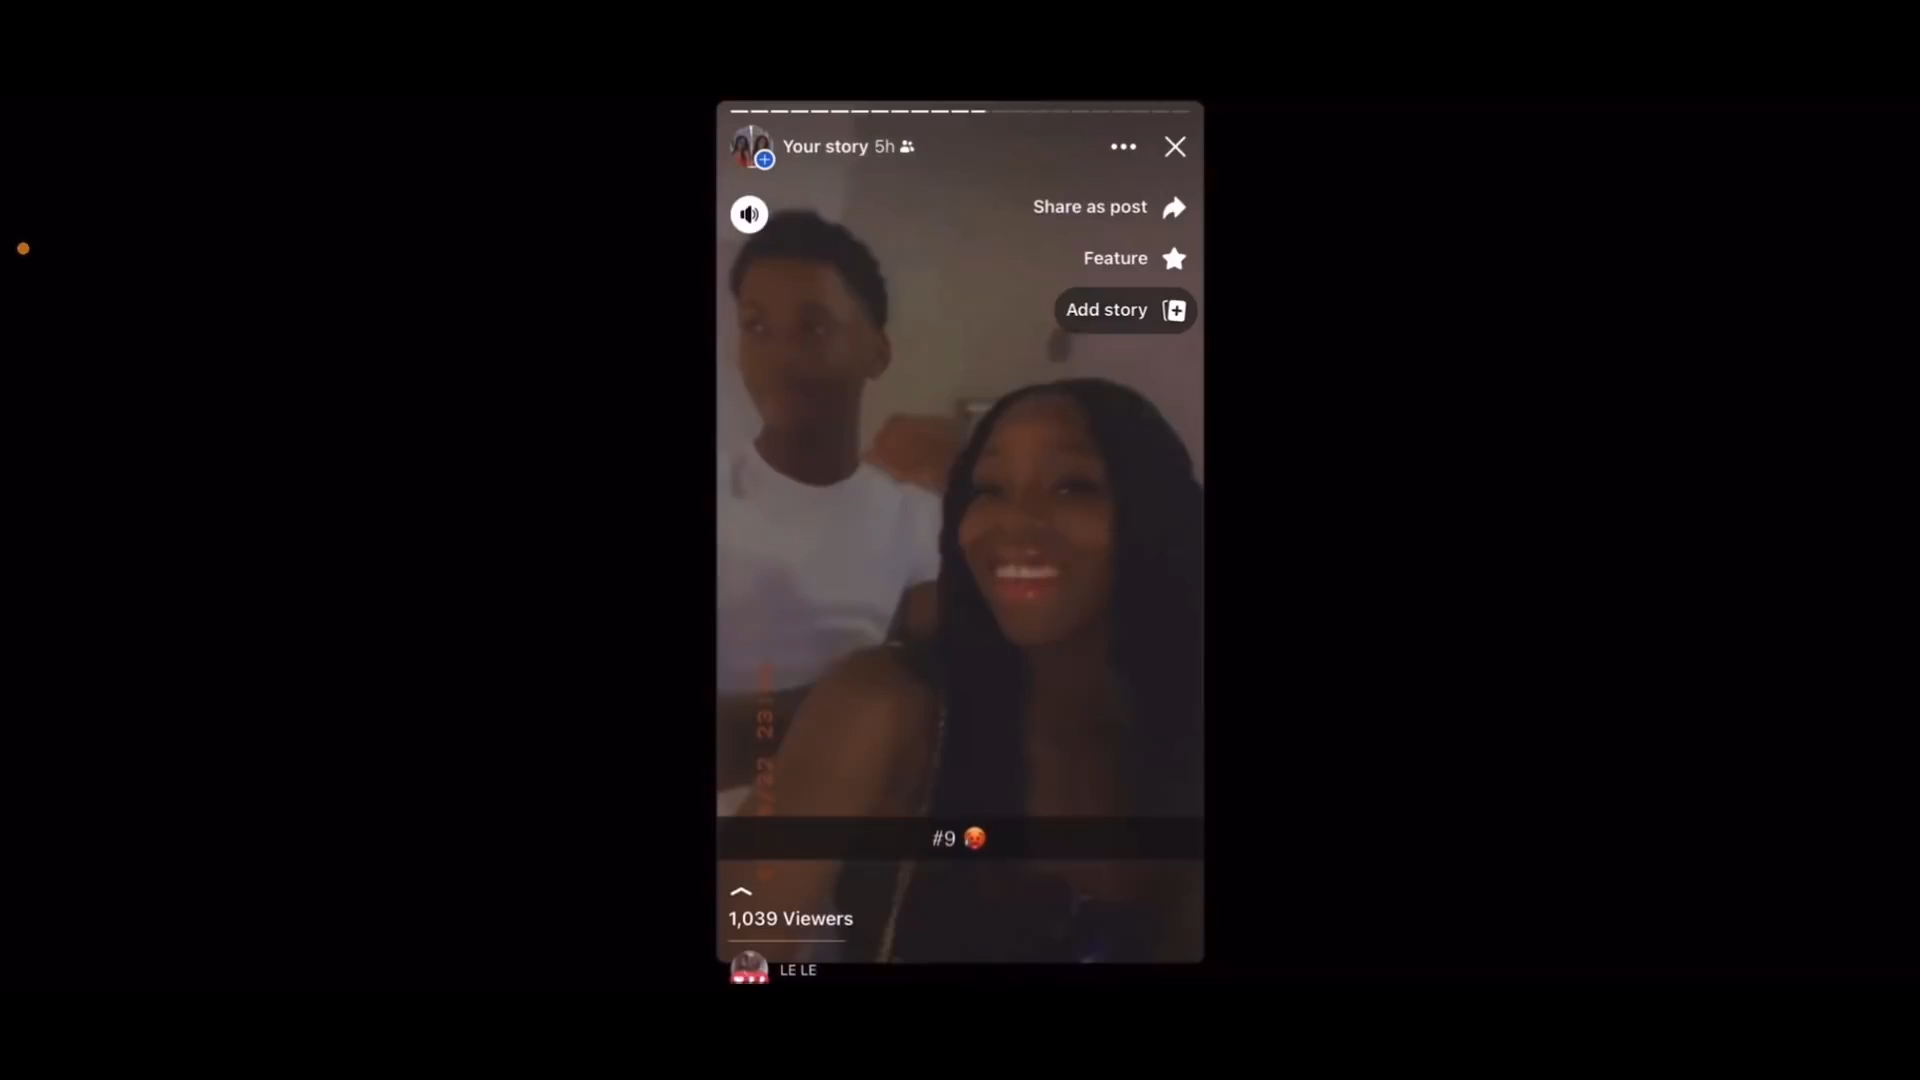 Your story 5h
Share as post
Feature
Add story
#9 🥵
1,039 Viewers
LE LE